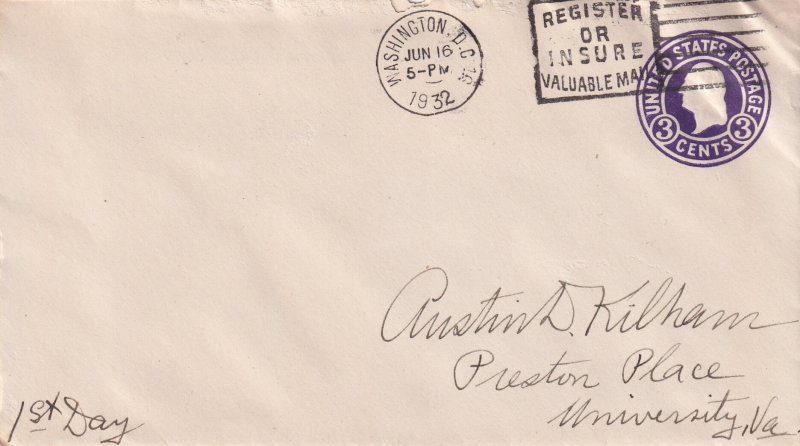 WASHINGTON, D.C.
JUN 16
5-PM
1932
REGISTER
OR
INSURE
VALUABLE MAIL
UNITED STATES POSTAGE
3 CENTS 3
Austin D. Kilham
Preston Place
University, Va.
1st Day